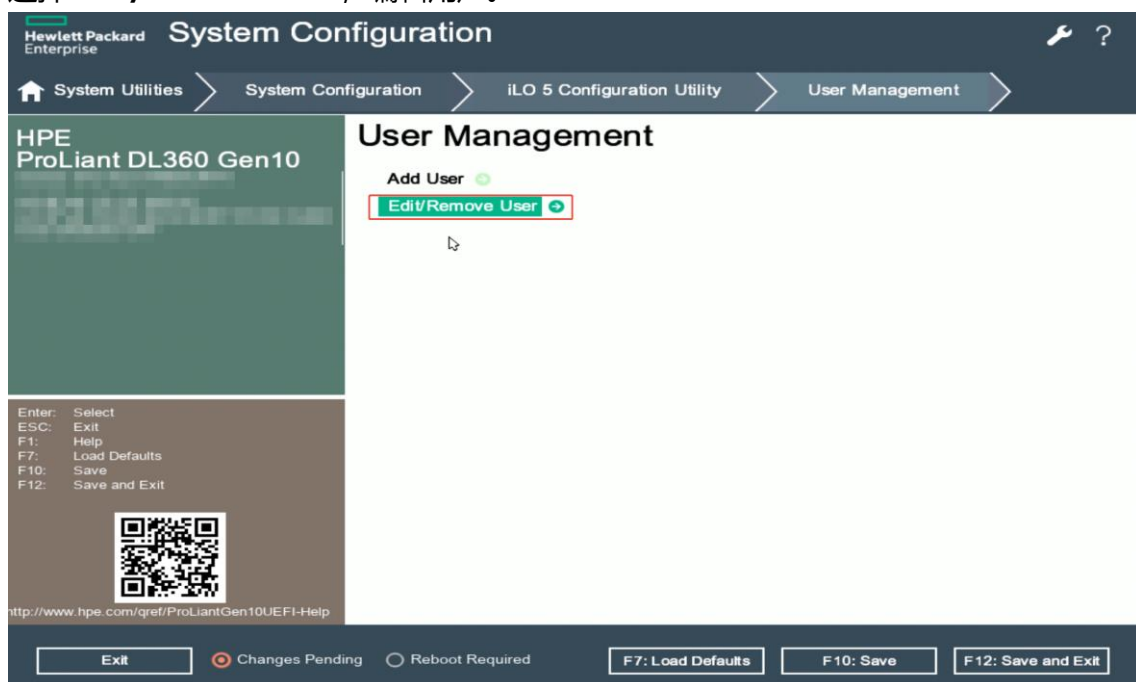 Hewlett Packard
Enterprise
System Configuration
?
System Utilities
System Configuration
iLO 5 Configuration Utility
User Management
HPE
ProLiant DL360 Gen10
User Management
Add User
Edit/Remove User
Enter: Select
ESC: Exit
F1: Help
F7: Load Defaults
F10: Save
F12: Save and Exit
http://www.hpe.com/qref/ProLiantGen10UEFI-Help
Exit
Changes Pending
Reboot Required
F7: Load Defaults
F10: Save
F12: Save and Exit